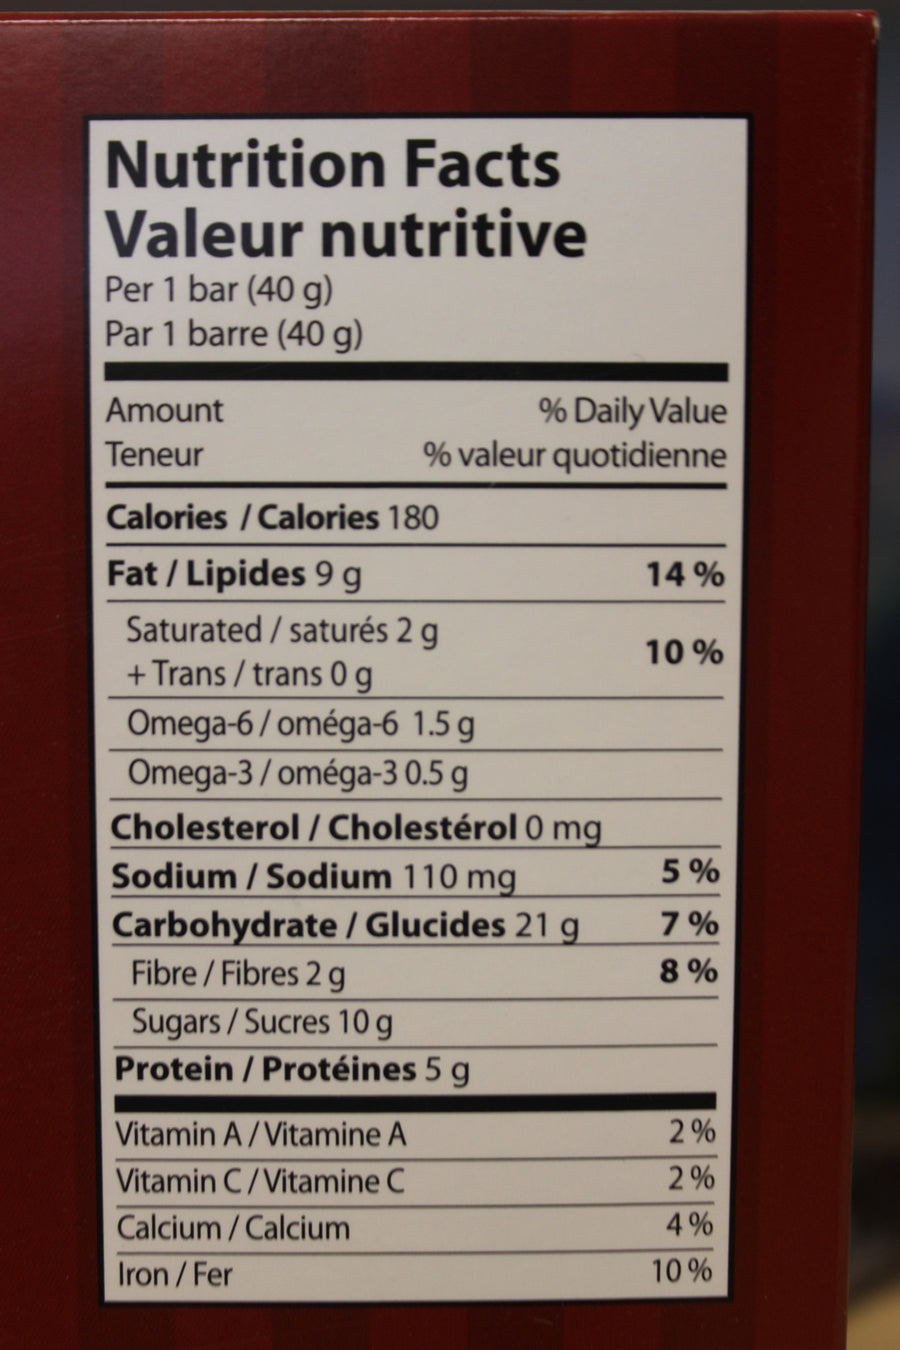 Nutrition Facts
Valeur nutritive
Per 1 bar (40 g)
Par 1 barre (40 g)
Amount % Daily Value
Teneur % valeur quotidienne
Calories / Calories 180
Fat / Lipides 9 g 14 %
Saturated / saturés 2 g
+ Trans / trans 0 g 10 %
Omega-6 / oméga-6 1.5 g
Omega-3 / oméga-3 0.5 g
Cholesterol / Cholestérol 0 mg
Sodium / Sodium 110 mg 5 %
Carbohydrate / Glucides 21 g 7 %
Fibre / Fibres 2 g 8 %
Sugars / Sucres 10 g
Protein / Protéines 5 g
Vitamin A / Vitamine A 2 %
Vitamin C / Vitamine C 2 %
Calcium / Calcium 4 %
Iron / Fer 10 %